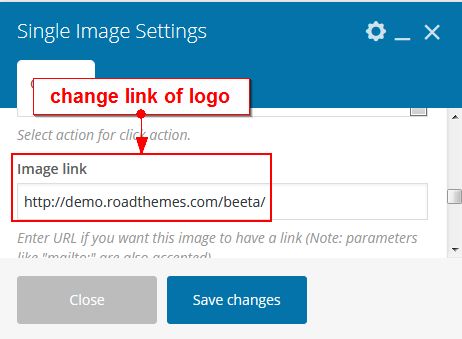 Single Image Settings
change link of logo
Select action for click action.
Image link
http://demo.roadthemes.com/beeta/
Enter URL if you want this image to have a link (Note: parameters
like "mailto:" are also accepted)
Close
Save changes